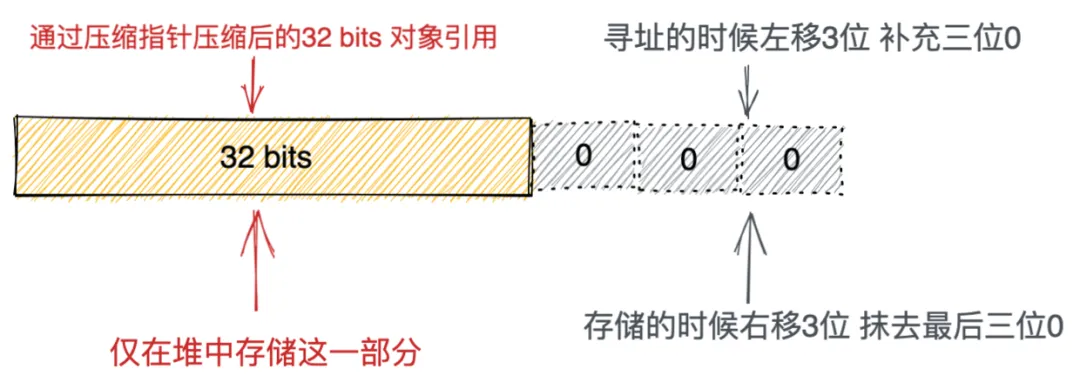 通过压缩指针压缩后的32 bits 对象引用
寻址的时候左移3位 补充三位0
32 bits
0
0
0
仅在堆中存储这一部分
存储的时候右移3位 抹去最后三位0